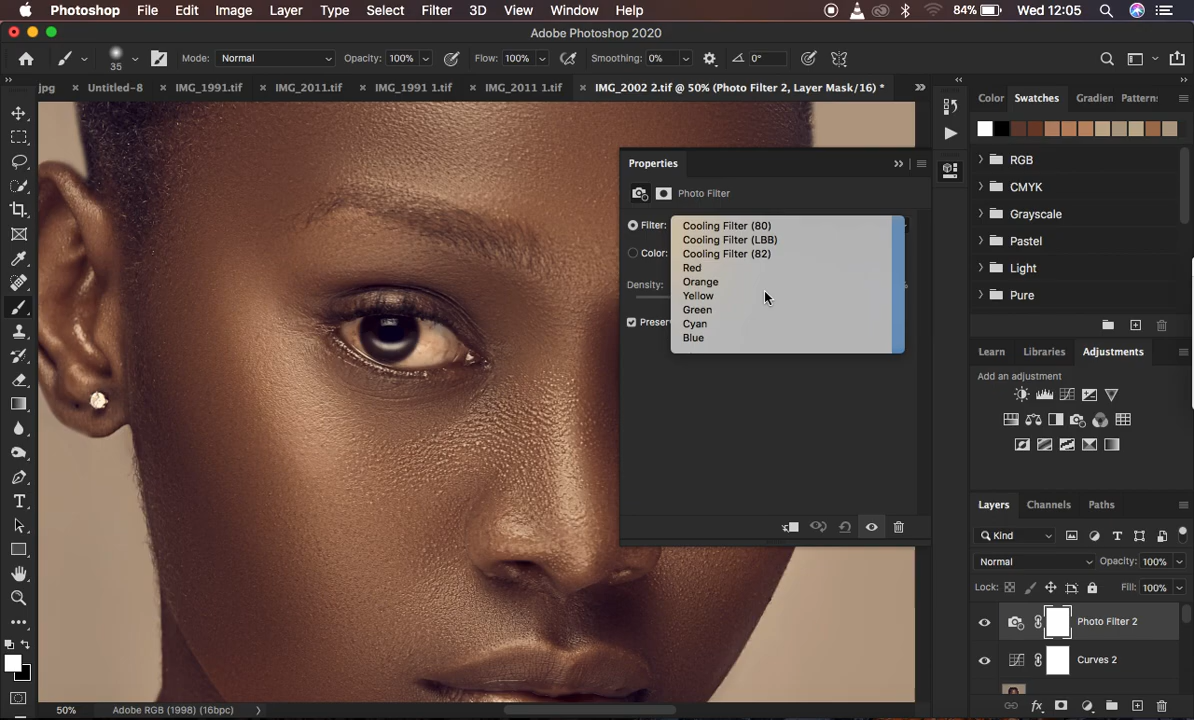 Photoshop File Edit Image Layer Type Select Filter 3D View Window Help 84% Wed 12:05
Adobe Photoshop 2020
35 Mode: Normal Opacity: 100% Flow: 100% Smoothing: 0% 0°
jpg × Untitled-8 × IMG_1991.tif × IMG_2011.tif × IMG_1991 1.tif × IMG_2011 1.tif × IMG_2002 2.tif @ 50% (Photo Filter 2, Layer Mask/16) *
Color Swatches Gradien Pattern:
RGB
CMYK
Grayscale
Pastel
Light
Pure
Properties
Photo Filter
Filter:
Color:
Density:
Preser
Cooling Filter (80)
Cooling Filter (LBB)
Cooling Filter (82)
Red
Orange
Yellow
Green
Cyan
Blue
Learn Libraries Adjustments
Add an adjustment
Layers Channels Paths
Kind
Normal Opacity: 100%
Lock: Fill: 100%
Photo Filter 2
Curves 2
fx
50% Adobe RGB (1998) (16bpc)